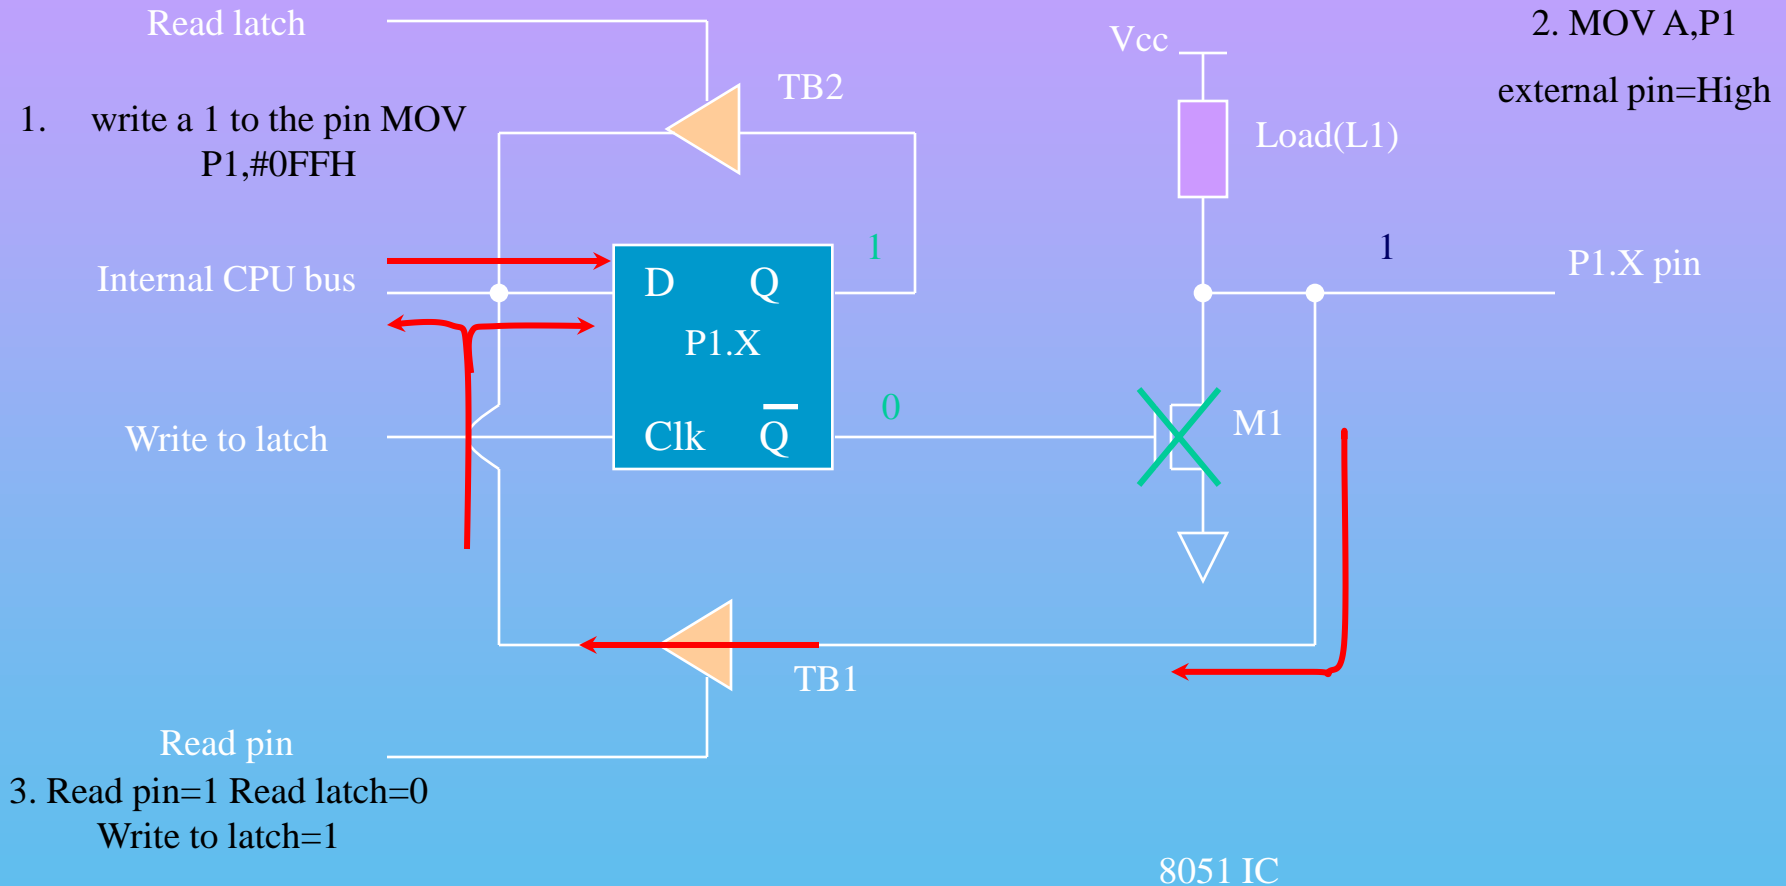 Read latch
Vcc
2. MOV A,P1
TB2
external pin=High
1. write a 1 to the pin MOV
P1,#0FFH
Load(L1)
1
1
P1.X pin
Internal CPU bus
D Q
P1.X
0
M1
Write to latch
Clk Q̅
TB1
Read pin
3. Read pin=1 Read latch=0
Write to latch=1
8051 IC